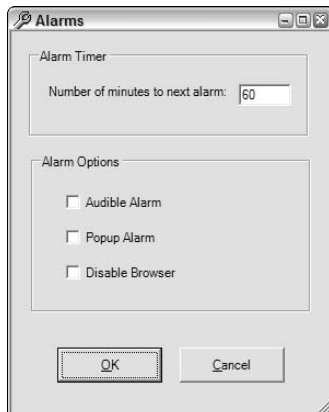 Alarms
Alarm Timer
Number of minutes to next alarm: 60
Alarm Options
Audible Alarm
Popup Alarm
Disable Browser
OK Cancel